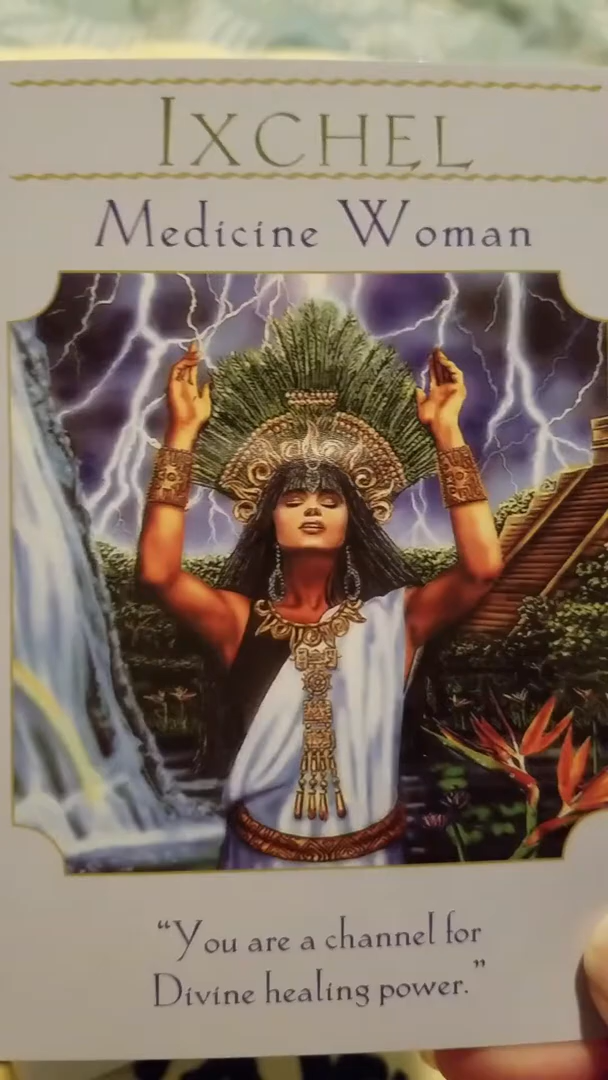 IXCHEL
Medicine Woman
“You are a channel for
Divine healing power.”